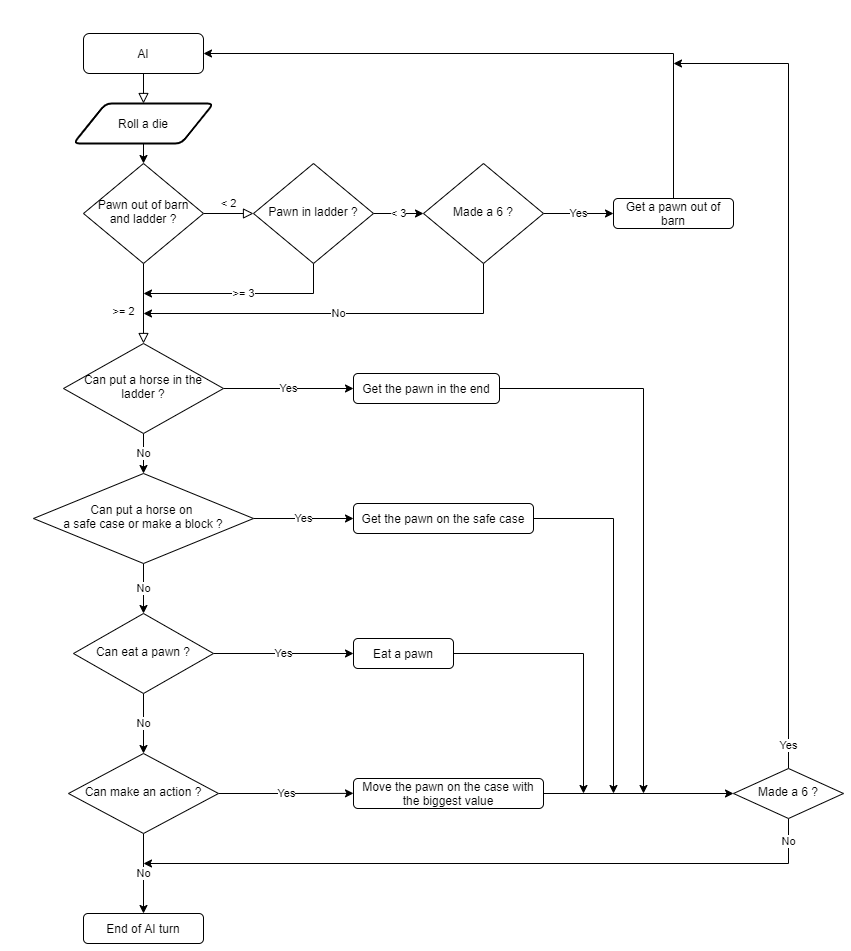 AI
Roll a die
Pawn out of barn
and ladder ?
< 2
Pawn in ladder ?
< 3
Made a 6 ?
Yes
Get a pawn out of
barn
>= 3
>= 2
No
Can put a horse in the
ladder ?
Yes
Get the pawn in the end
No
Can put a horse on
a safe case or make a block ?
Yes
Get the pawn on the safe case
No
Can eat a pawn ?
Yes
Eat a pawn
No
Yes
Can make an action ?
Yes
Move the pawn on the case with
the biggest value
Made a 6 ?
No
No
End of AI turn